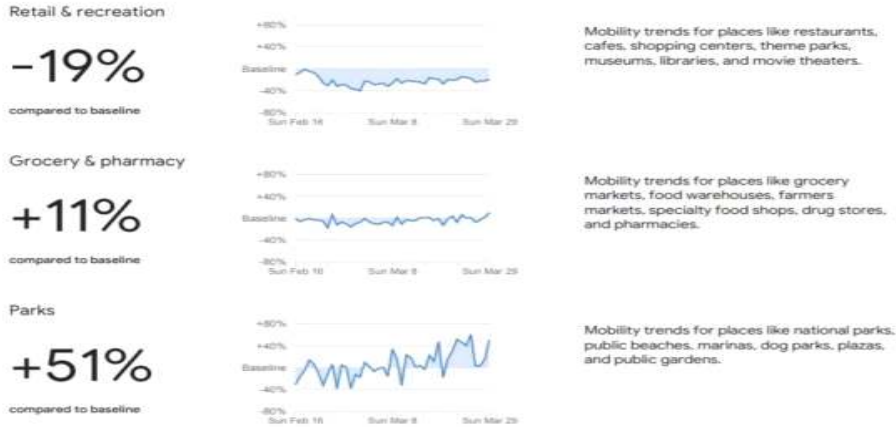 Retail & recreation
-19%
compared to baseline
+80%
+40%
Baseline
-40%
-80%
Sun Feb 16 Sun Mar 8 Sun Mar 29
Mobility trends for places like restaurants,
cafes, shopping centers, theme parks,
museums, libraries, and movie theaters.
Grocery & pharmacy
+11%
compared to baseline
+80%
+40%
Baseline
-40%
-80%
Sun Feb 16 Sun Mar 8 Sun Mar 29
Mobility trends for places like grocery
markets, food warehouses, farmers
markets, specialty food shops, drug stores,
and pharmacies.
Parks
+51%
compared to baseline
+80%
+40%
Baseline
-40%
-80%
Sun Feb 16 Sun Mar 8 Sun Mar 29
Mobility trends for places like national parks,
public beaches, marinas, dog parks, plazas,
and public gardens.